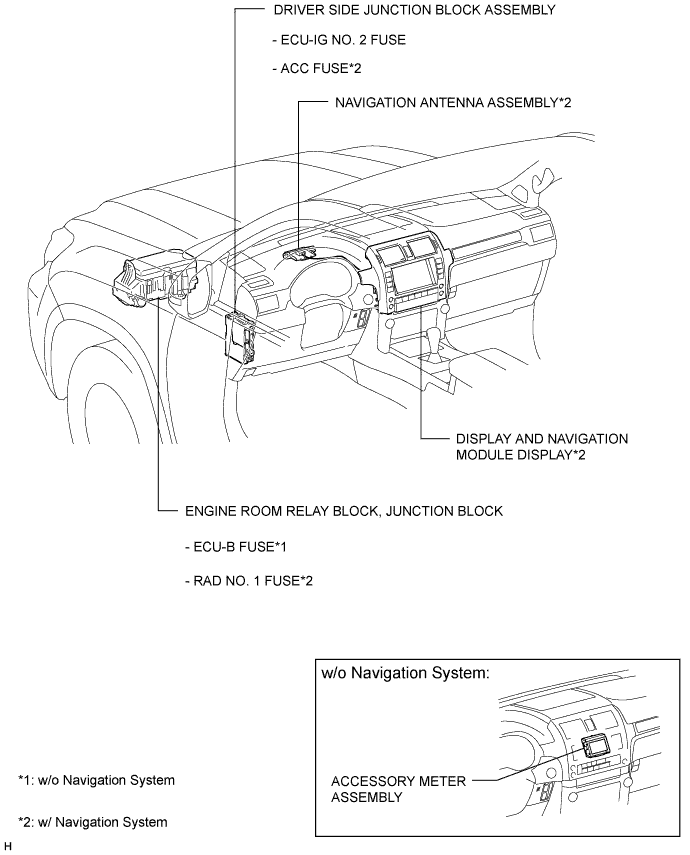 DRIVER SIDE JUNCTION BLOCK ASSEMBLY
- ECU-IG NO. 2 FUSE
- ACC FUSE*2
NAVIGATION ANTENNA ASSEMBLY*2
DISPLAY AND NAVIGATION
MODULE DISPLAY*2
ENGINE ROOM RELAY BLOCK, JUNCTION BLOCK
- ECU-B FUSE*1
- RAD NO. 1 FUSE*2
w/o Navigation System:
ACCESSORY METER
ASSEMBLY
*1: w/o Navigation System
*2: w/ Navigation System
H